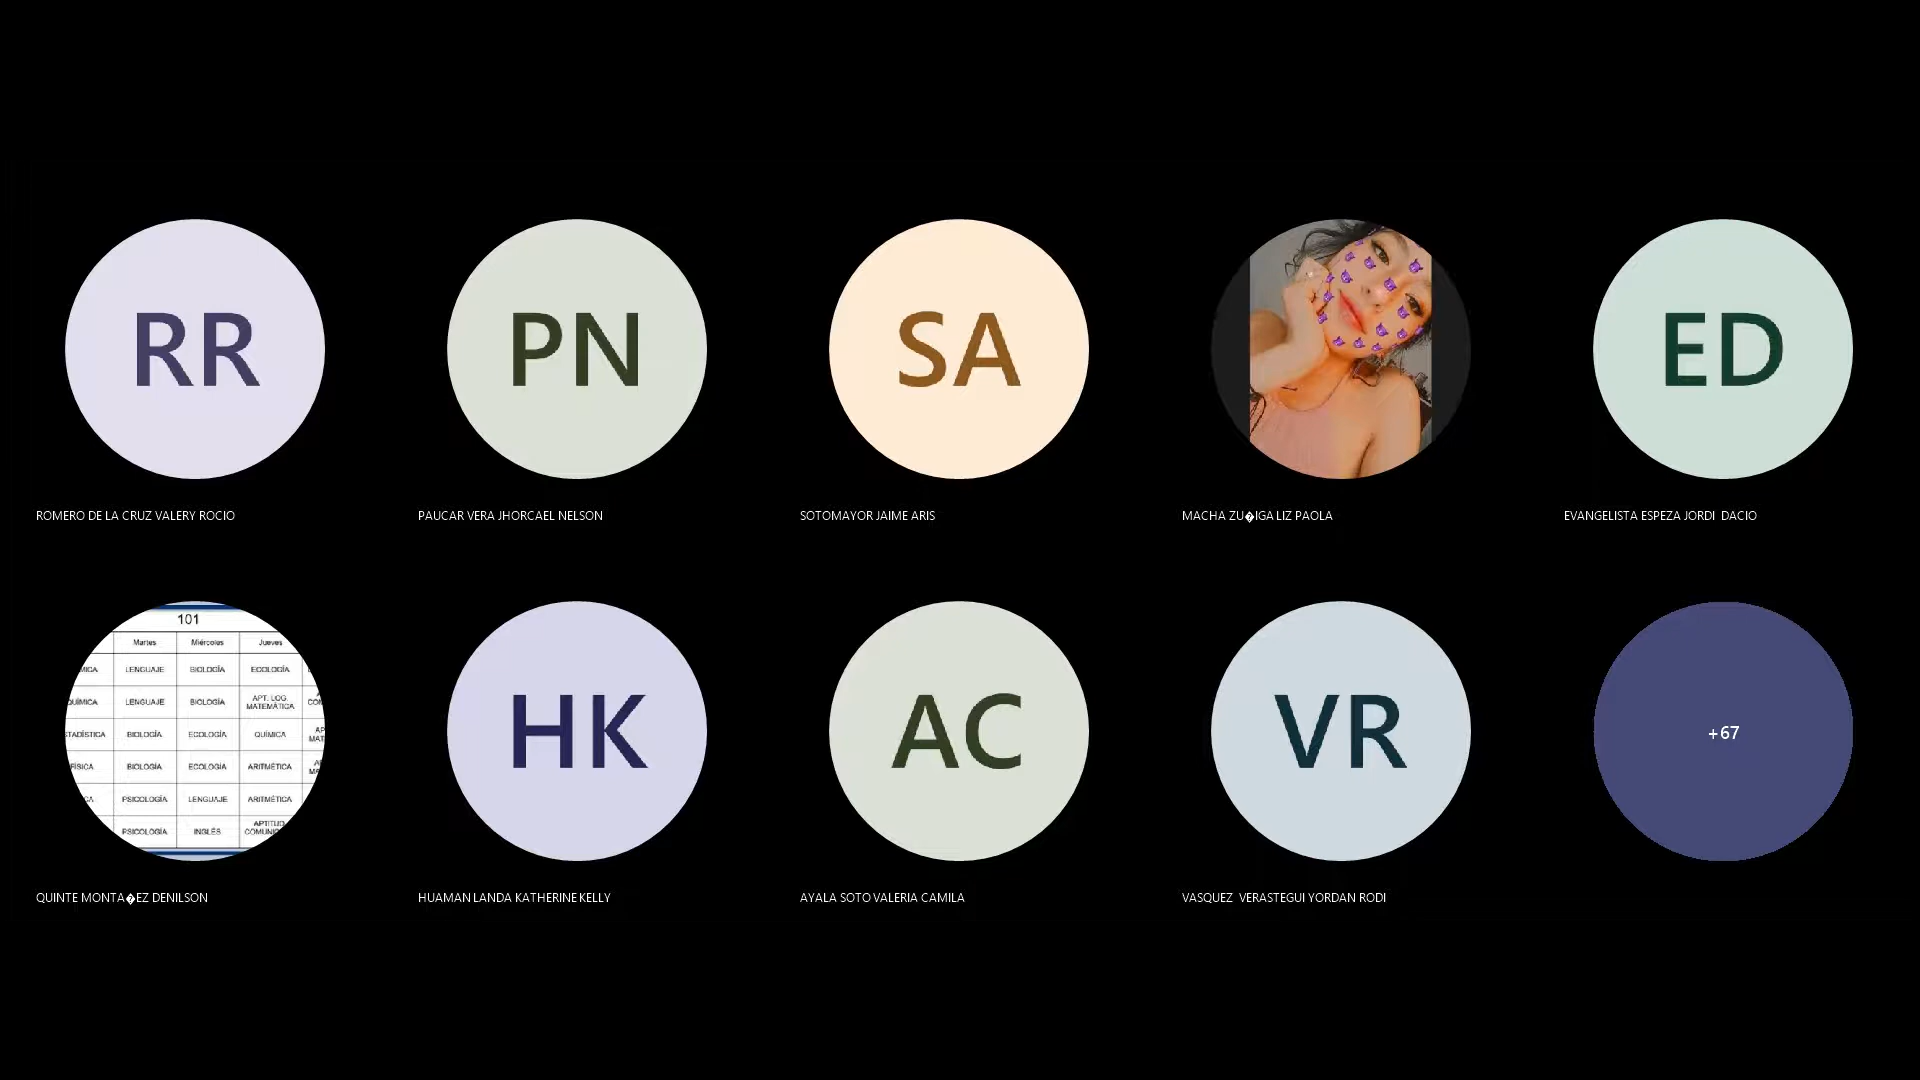 RR
PN
SA
ED
ROMERO DE LA CRUZ VALERY ROCIO
PAUCAR VERA JHORCAEL NELSON
SOTOMAYOR JAIME ARIS
MACHA ZU�IGA LIZ PAOLA
EVANGELISTA ESPEZA JORDI  DACIO
101
Martes Miércoles Jueves
LENGUAJE BIOLOGÍA ECOLOGÍA
LENGUAJE BIOLOGÍA APT. LOG.
MATEMÁTICA
BIOLOGÍA ECOLOGÍA QUÍMICA
BIOLOGÍA ECOLOGÍA ARITMÉTICA
PSICOLOGÍA LENGUAJE ARITMÉTICA
PSICOLOGÍA INGLÉS
HK
AC
VR
+67
QUINTE MONTA�EZ DENILSON
HUAMAN LANDA KATHERINE KELLY
AYALA SOTO VALERIA CAMILA
VASQUEZ  VERASTEGUI YORDAN RODI